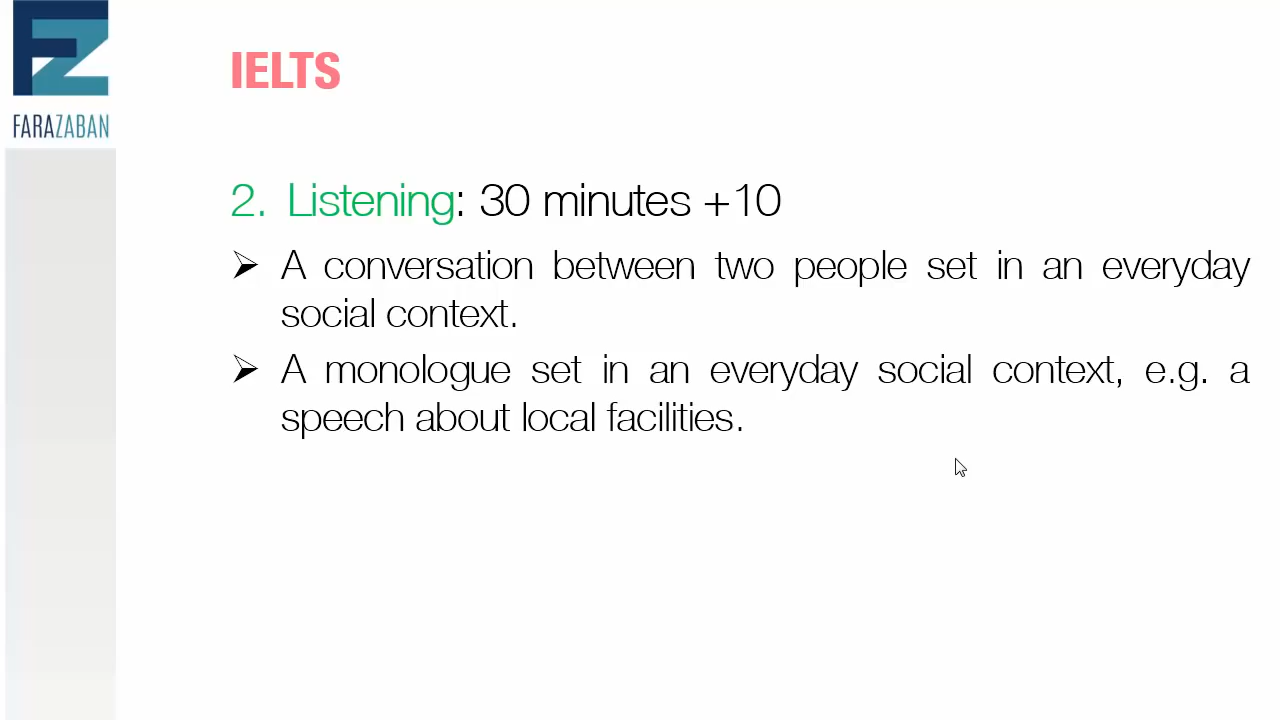 FZ
FARAZABAN
IELTS
2. Listening: 30 minutes +10
➢ A conversation between two people set in an everyday
social context.
➢ A monologue set in an everyday social context, e.g. a
speech about local facilities.